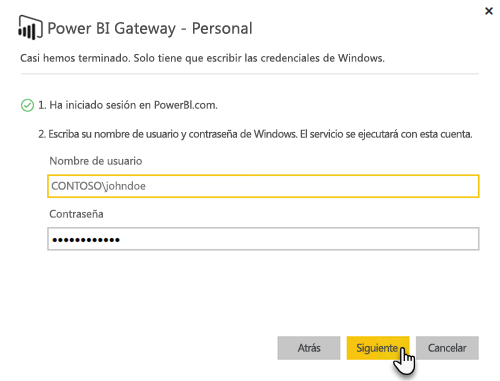 Power BI Gateway - Personal
Casi hemos terminado. Solo tiene que escribir las credenciales de Windows.
1. Ha iniciado sesión en PowerBI.com.
2. Escriba su nombre de usuario y contraseña de Windows. El servicio se ejecutará con esta cuenta.
Nombre de usuario
CONTOSO\johndoe
Contraseña
••••••••••••
Atrás Siguiente Cancelar